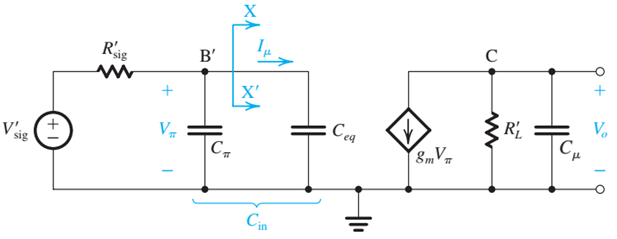 X
R′sig
B′
Iμ
C
+
X′
+
V′sig
+
−
Vπ
Cπ
Ceq
gmVπ
R′L
Cμ
Vo
−
−
Cin